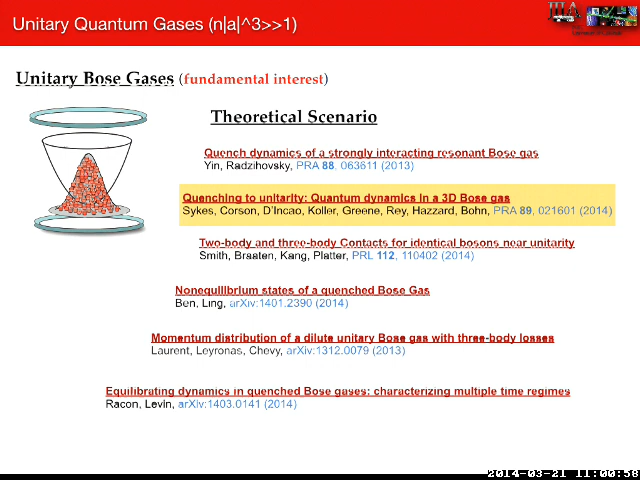 Unitary Quantum Gases (n|a|^3>>1)
JILA
Unitary Bose Gases (fundamental interest)
Theoretical Scenario
Quench dynamics of a strongly interacting resonant Bose gas
Yin, Radzihovsky, PRA 88, 063611 (2013)
Quenching to unitarity: Quantum dynamics in a 3D Bose gas
Sykes, Corson, D'Incao, Koller, Greene, Rey, Hazzard, Bohn, PRA 89, 021601 (2014)
Two-body and three-body Contacts for identical bosons near unitarity
Smith, Braaten, Kang, Platter, PRL 112, 110402 (2014)
Nonequilibrium states of a quenched Bose Gas
Ben, Ling, arXiv:1401.2390 (2014)
Momentum distribution of a dilute unitary Bose gas with three-body losses
Laurent, Leyronas, Chevy, arXiv:1312.0079 (2013)
Equilibrating dynamics in quenched Bose gases: characterizing multiple time regimes
Racon, Levin, arXiv:1403.0141 (2014)
2014-03-21 11:00:56